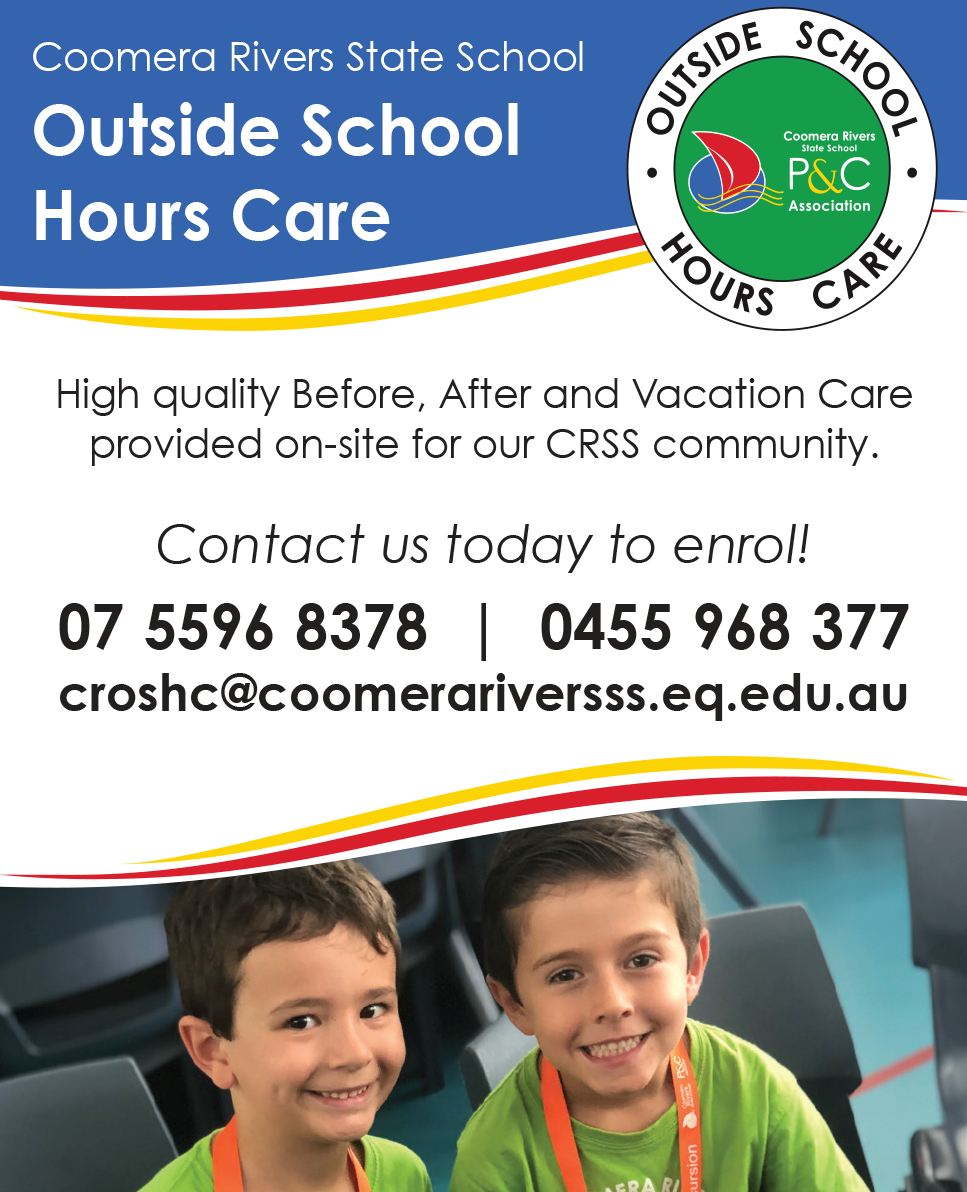 Coomera Rivers State School
Outside School
Hours Care
OUTSIDE SCHOOL
HOURS CARE
Coomera Rivers
State School
P&C
Association
High quality Before, After and Vacation Care
provided on-site for our CRSS community.
Contact us today to enrol!
07 5596 8378 | 0455 968 377
croshc@coomerariversss.eq.edu.au
P&C